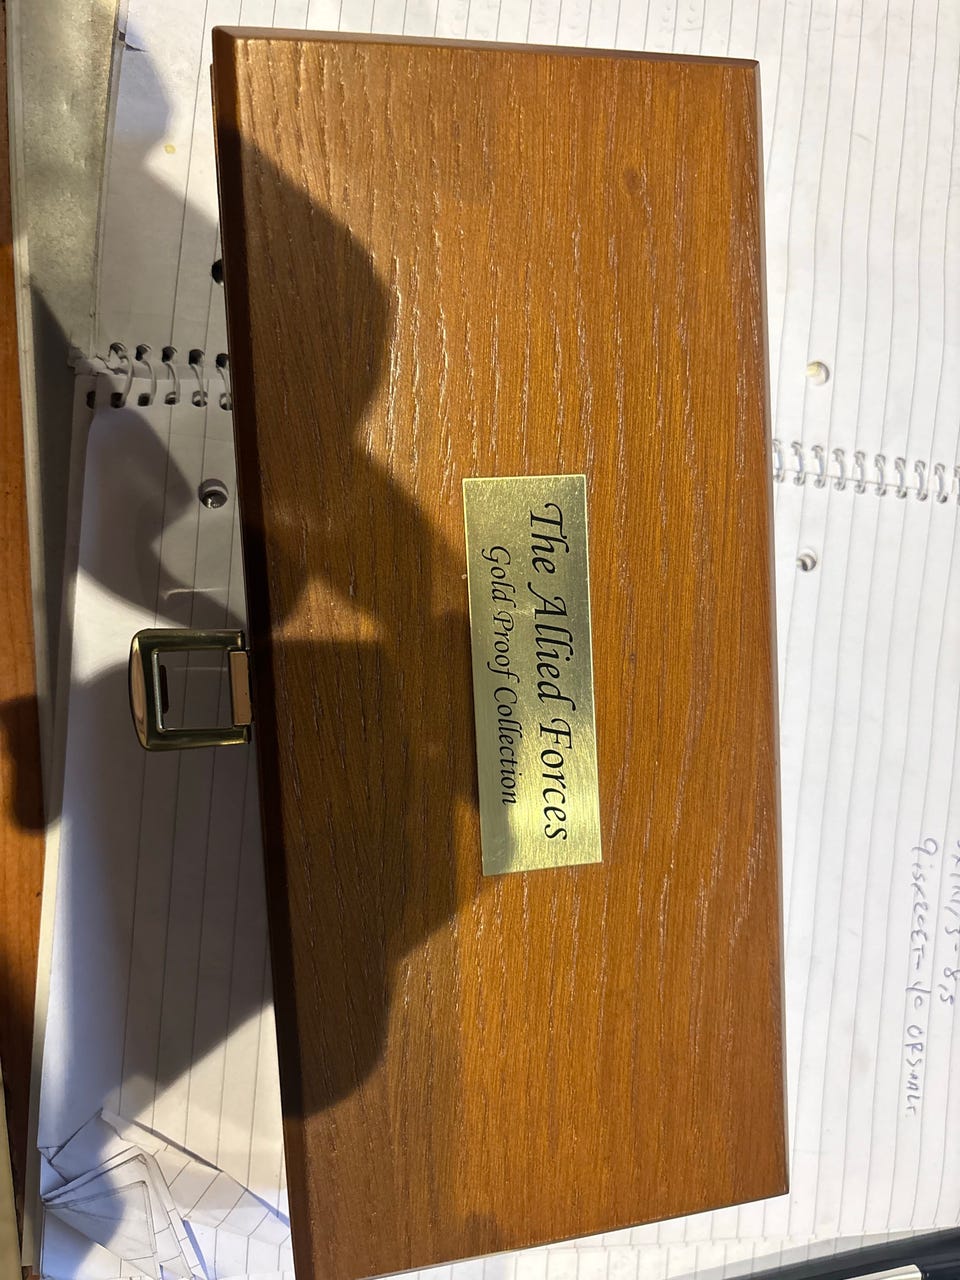 The Allied Forces
Gold Proof Collection